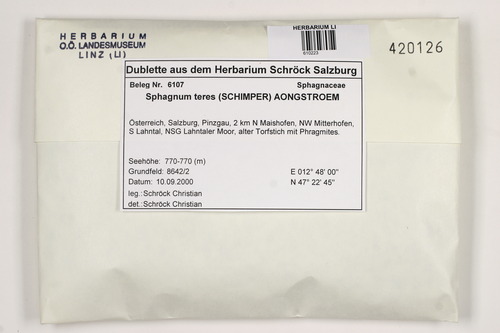 HERBARIUM
O.Ö. LANDESMUSEUM
LINZ (LI)
HERBARIUM LI
610223
420126
Dublette aus dem Herbarium Schröck Salzburg
Beleg Nr. 6107 Sphagnaceae
Sphagnum teres (SCHIMPER) AONGSTROEM
Österreich, Salzburg, Pinzgau, 2 km N Maishofen, NW Mitterhofen,
S Lahntal, NSG Lahntaler Moor, alter Torfstich mit Phragmites.
Seehöhe: 770-770 (m)
Grundfeld: 8642/2 E 012° 48' 00"
Datum: 10.09.2000 N 47° 22' 45"
leg.: Schröck Christian
det.: Schröck Christian